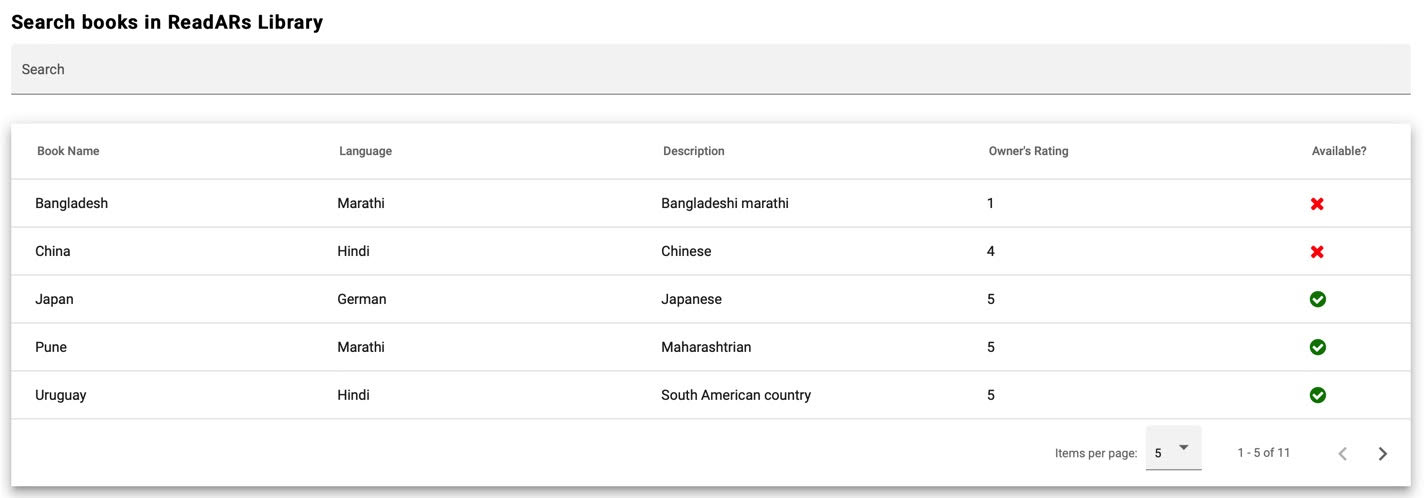 Search books in ReadARs Library
Search
Book Name Language Description Owner's Rating Available?
Bangladesh Marathi Bangladeshi marathi 1
China Hindi Chinese 4
Japan German Japanese 5
Pune Marathi Maharashtrian 5
Uruguay Hindi South American country 5
Items per page: 5 1 - 5 of 11